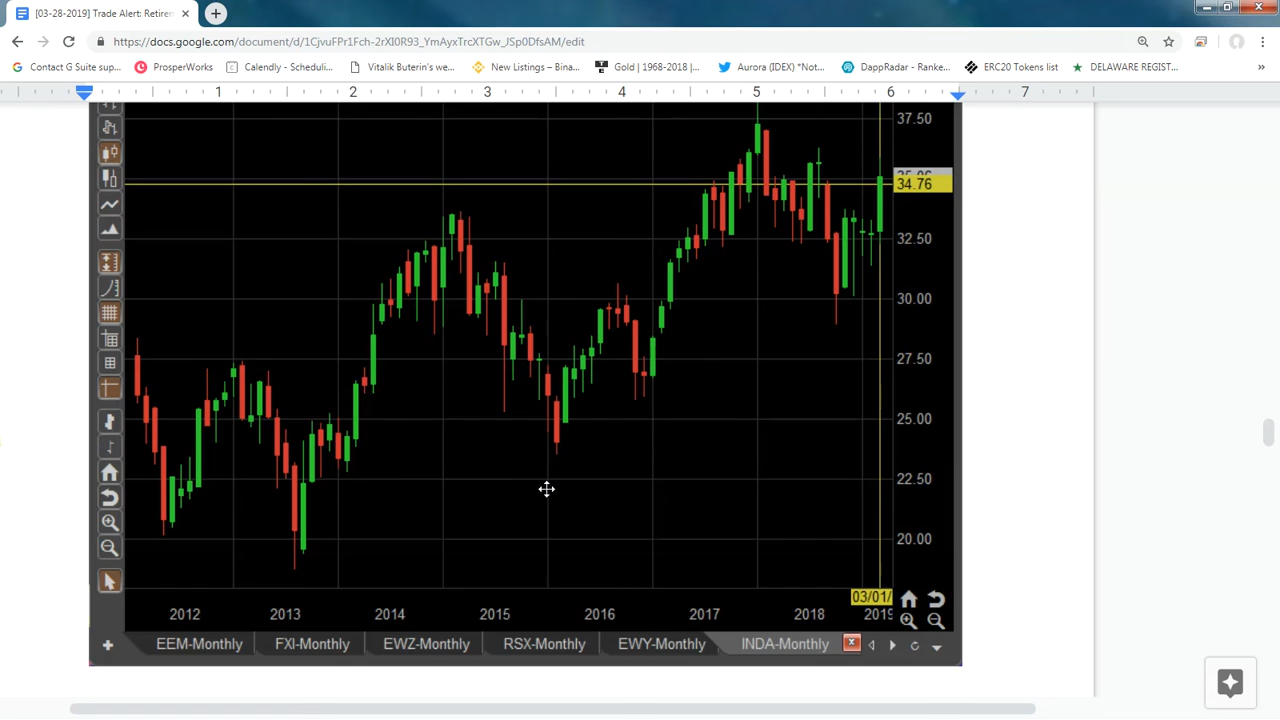 [03-28-2019] Trade Alert: Retirem
https://docs.google.com/document/d/1CjvuFPr1Fch-2rXI0R93_YmAyxTrcXTGw_JSp0DfsAM/edit
Contact G Suite sup... ProsperWorks Calendly - Scheduli... Vitalik Buterin's we... New Listings – Bina... Gold | 1968-2018 |... Aurora (IDEX) *Not... DappRadar - Ranke... ERC20 Tokens list DELAWARE REGIST... »
1 2 3 4 5 6 7
37.50
34.76
32.50
30.00
27.50
25.00
22.50
20.00
03/01/
2012 2013 2014 2015 2016 2017 2018 2019
EEM-Monthly FXI-Monthly EWZ-Monthly RSX-Monthly EWY-Monthly INDA-Monthly